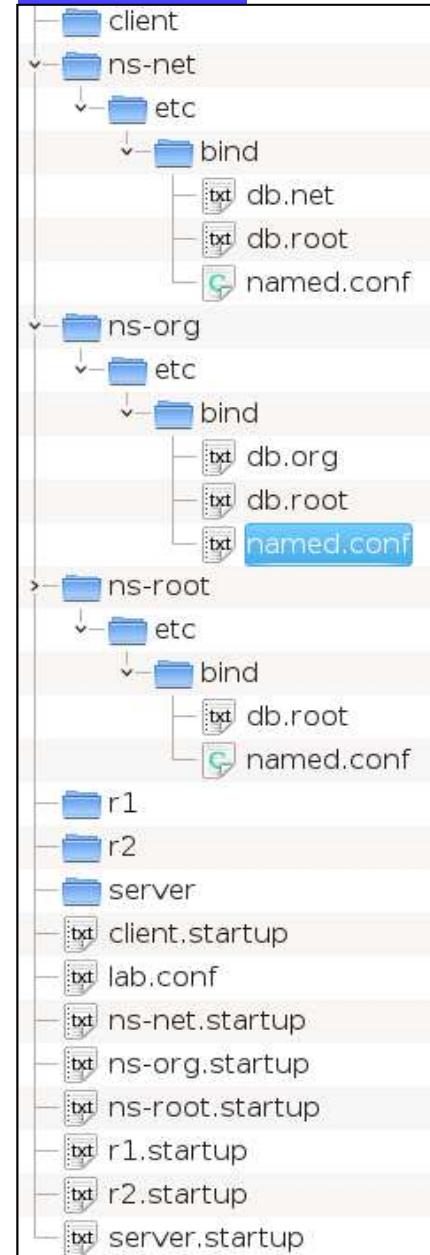 client
ns-net
etc
bind
db.net
db.root
named.conf
ns-org
etc
bind
db.org
db.root
named.conf
ns-root
etc
bind
db.root
named.conf
r1
r2
server
client.startup
lab.conf
ns-net.startup
ns-org.startup
ns-root.startup
r1.startup
r2.startup
server.startup